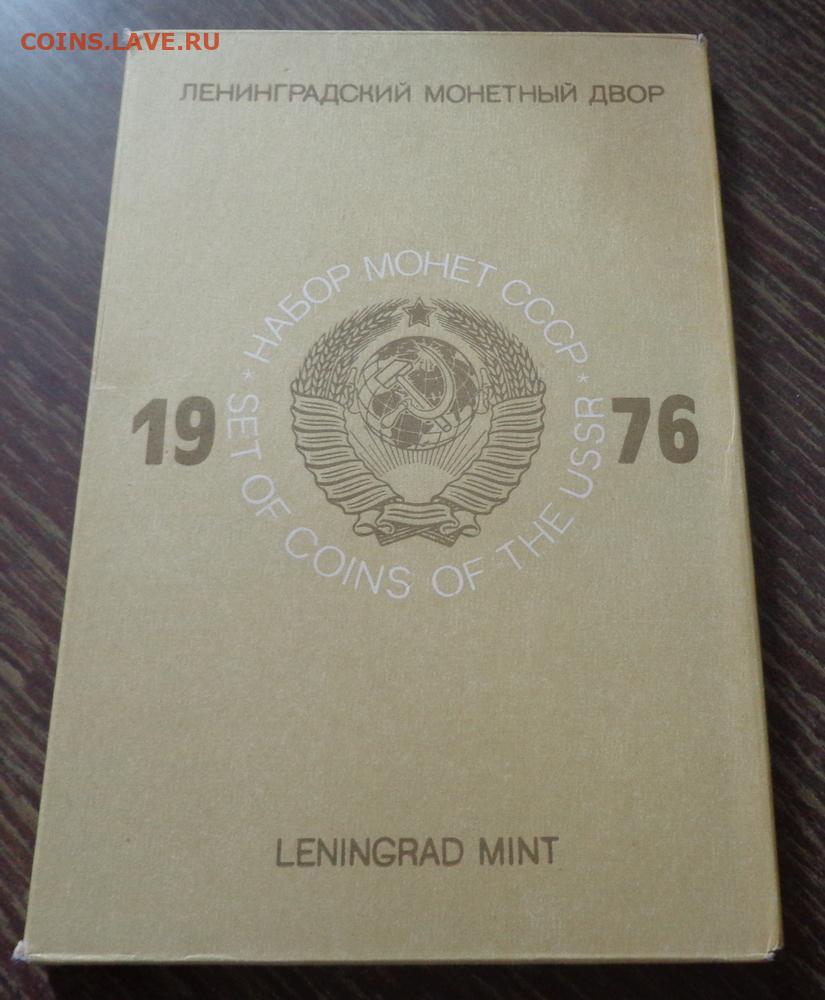 COINS.LAVE.RU
ЛЕНИНГРАДСКИЙ МОНЕТНЫЙ ДВОР
* НАБОР МОНЕТ СССР *
19 76
SET OF COINS OF THE USSR
LENINGRAD MINT